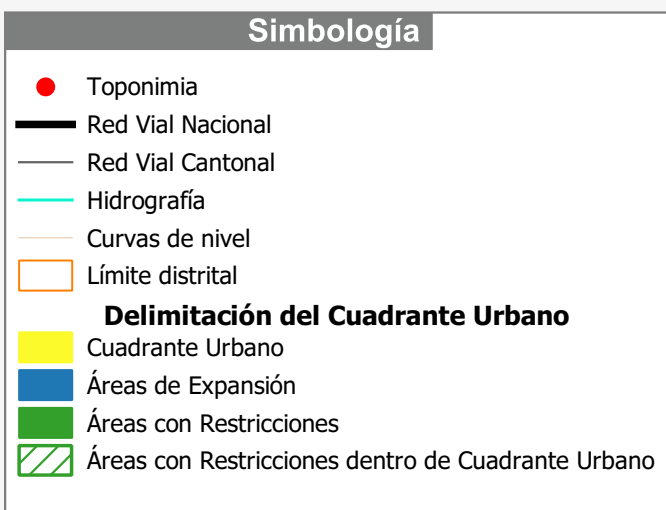 Simbología
Toponimia
Red Vial Nacional
Red Vial Cantonal
Hidrografía
Curvas de nivel
Límite distrital
Delimitación del Cuadrante Urbano
Cuadrante Urbano
Áreas de Expansión
Áreas con Restricciones
Áreas con Restricciones dentro de Cuadrante Urbano